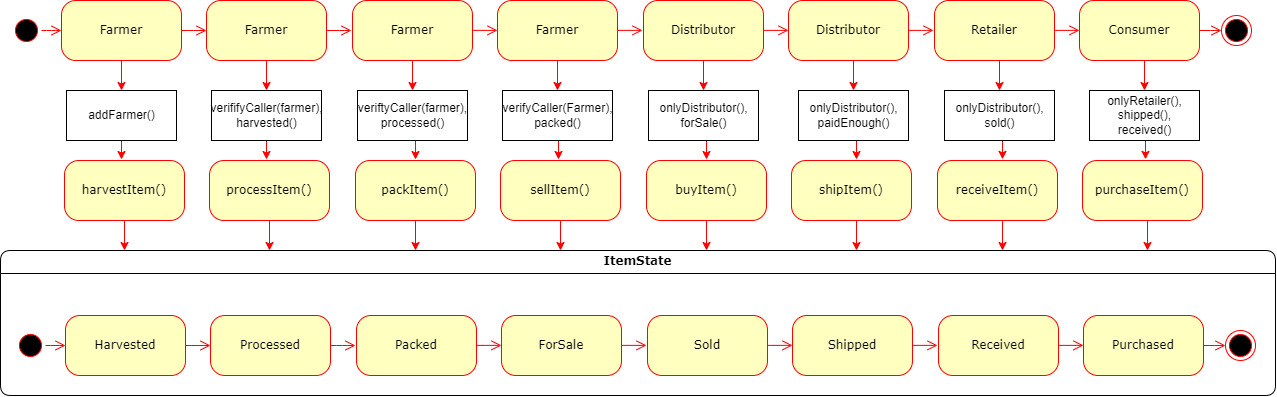 Farmer
Farmer
Farmer
Farmer
Distributor
Distributor
Retailer
Consumer
addFarmer()
verififyCaller(farmer),
harvested()
veriftyCaller(farmer),
processed()
verifyCaller(Farmer),
packed()
onlyDistributor(),
forSale()
onlyDistributor(),
paidEnough()
onlyDistributor(),
sold()
onlyRetailer(),
shipped(),
received()
harvestItem()
processItem()
packItem()
sellItem()
buyItem()
shipItem()
receiveItem()
purchaseItem()
ItemState
Harvested
Processed
Packed
ForSale
Sold
Shipped
Received
Purchased